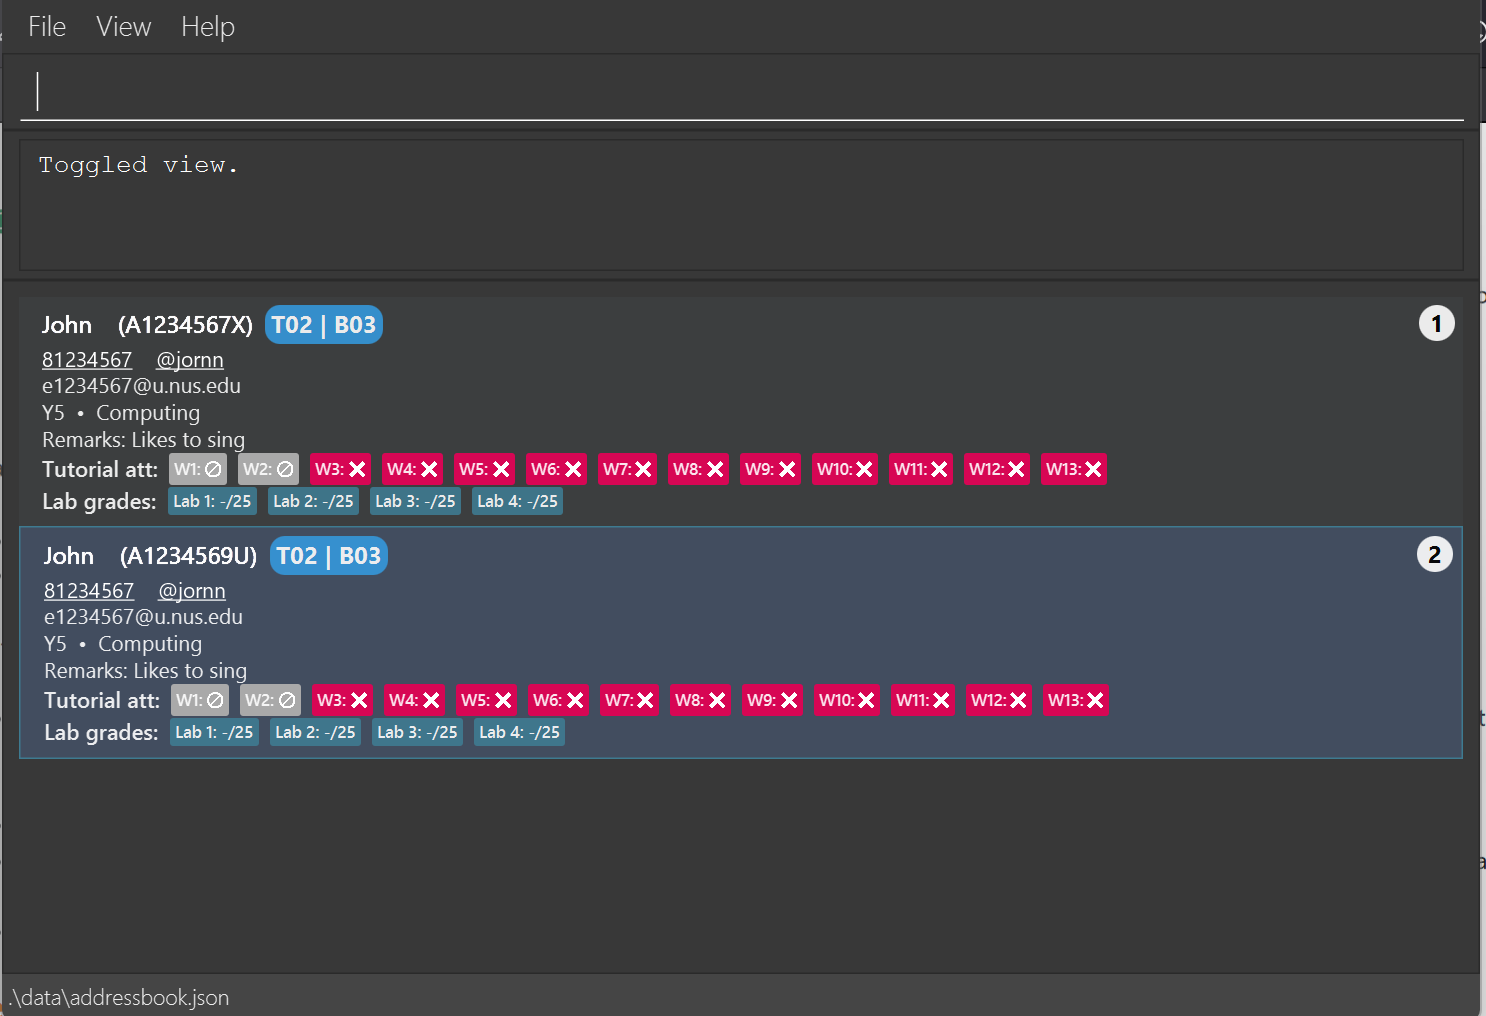 File View Help
Toggled view.
John (A1234567X) T02 | B03 1
81234567 @jornn
e1234567@u.nus.edu
Y5 • Computing
Remarks: Likes to sing
Tutorial att: W1: W2: W3: W4: W5: W6: W7: W8: W9: W10: W11: W12: W13:
Lab grades: Lab 1: -/25 Lab 2: -/25 Lab 3: -/25 Lab 4: -/25
John (A1234569U) T02 | B03 2
81234567 @jornn
e1234567@u.nus.edu
Y5 • Computing
Remarks: Likes to sing
Tutorial att: W1: W2: W3: W4: W5: W6: W7: W8: W9: W10: W11: W12: W13:
Lab grades: Lab 1: -/25 Lab 2: -/25 Lab 3: -/25 Lab 4: -/25
.\data\addressbook.json